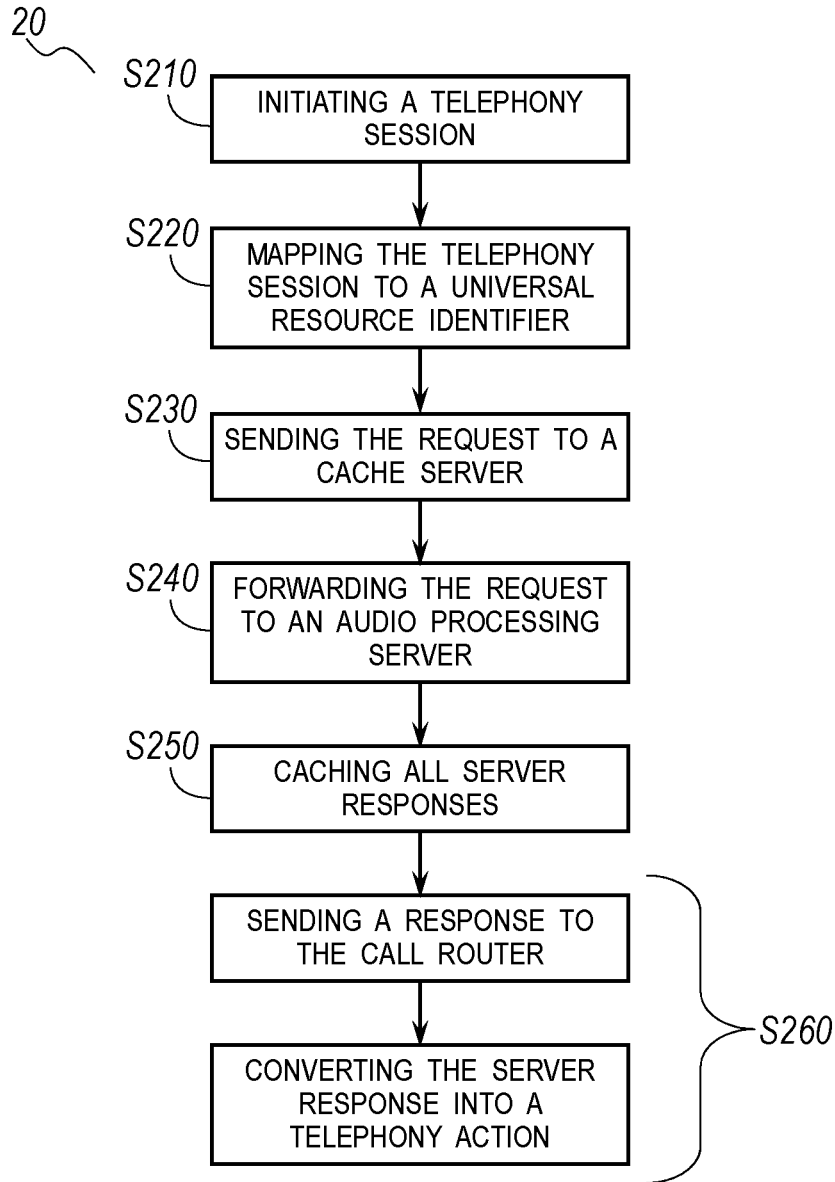 20
S210
INITIATING A TELEPHONY
SESSION
S220
MAPPING THE TELEPHONY
SESSION TO A UNIVERSAL
RESOURCE IDENTIFIER
S230
SENDING THE REQUEST TO A
CACHE SERVER
S240
FORWARDING THE REQUEST
TO AN AUDIO PROCESSING
SERVER
S250
CACHING ALL SERVER
RESPONSES
SENDING A RESPONSE TO
THE CALL ROUTER
S260
CONVERTING THE SERVER
RESPONSE INTO A
TELEPHONY ACTION